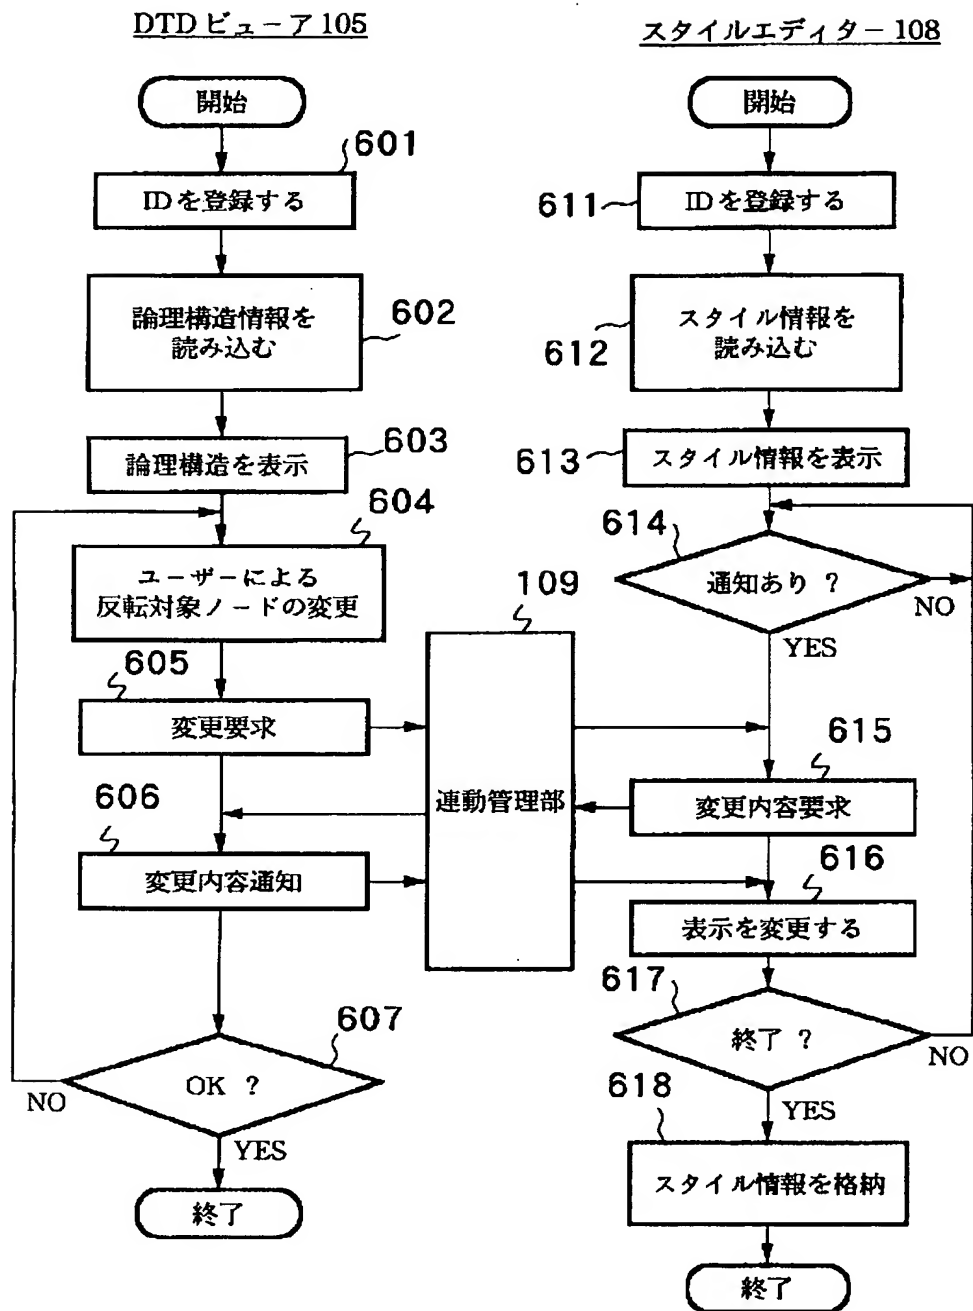 DTDビューア105
開始
601
IDを登録する
論理構造情報を
読み込む
602
603
論理構造を表示
604
ユーザーによる
反転対象ノードの変更
605
変更要求
606
変更内容通知
607
OK ?
NO
YES
終了
109
連動管理部
スタイルエディター108
開始
611
IDを登録する
スタイル情報を
読み込む
612
613
スタイル情報を表示
614
通知あり ?
NO
YES
615
変更内容要求
616
表示を変更する
617
終了 ?
NO
YES
618
スタイル情報を格納
終了